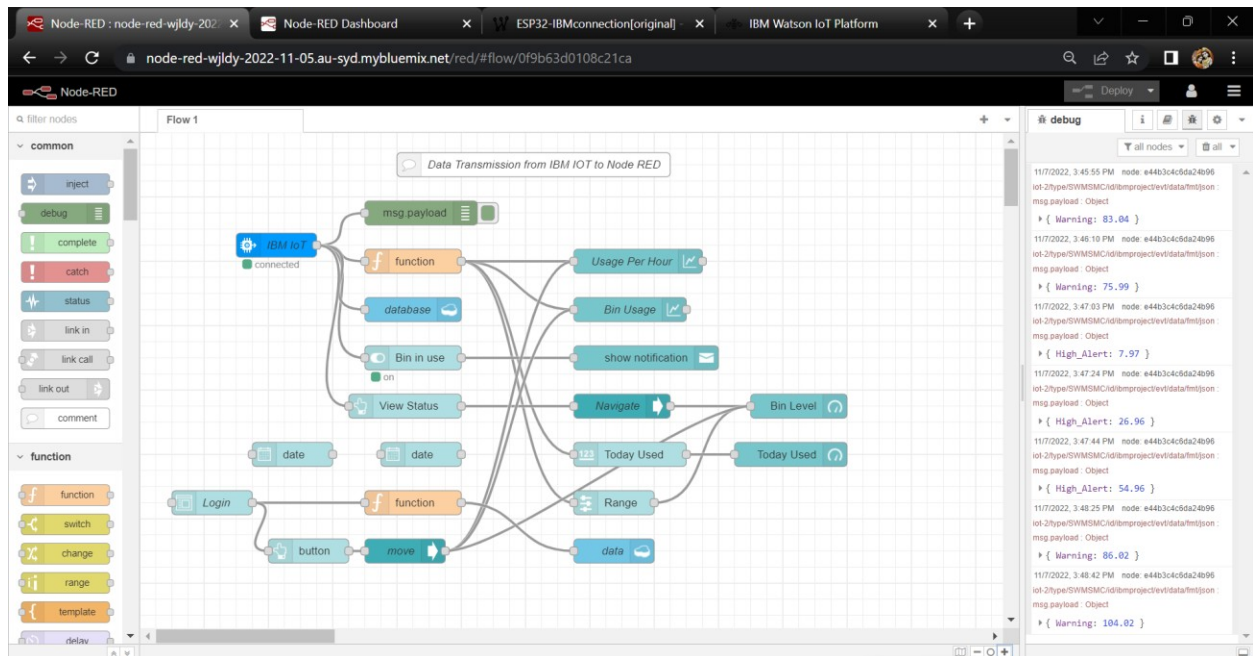 Node-RED : node-red-wjldy-202
Node-RED Dashboard
ESP32-IBMconnection[original] -
IBM Watson IoT Platform
node-red-wjldy-2022-11-05.au-syd.mybluemix.net/red/#flow/0f9b63d0108c21ca
Node-RED
Deploy
filter nodes
common
inject
debug
complete
catch
status
link in
link call
link out
comment
function
function
switch
change
range
template
delay
Flow 1
Data Transmission from IBM IOT to Node RED
msg.payload
IBM IoT
connected
function
Usage Per Hour
database
Bin Usage
Bin in use
on
show notification
View Status
Navigate
Bin Level
date
date
123 Today Used
Today Used
Login
function
Range
button
move
data
debug
i
all nodes
all
11/7/2022, 3:45:55 PM node: e44b3c4c6da24b96
iot-2/type/SWMSMC/id/ibmproject/evt/data/fmt/json :
msg.payload : Object
{ Warning: 83.04 }
11/7/2022, 3:46:10 PM node: e44b3c4c6da24b96
iot-2/type/SWMSMC/id/ibmproject/evt/data/fmt/json :
msg.payload : Object
{ Warning: 75.99 }
11/7/2022, 3:47:03 PM node: e44b3c4c6da24b96
iot-2/type/SWMSMC/id/ibmproject/evt/data/fmt/json :
msg.payload : Object
{ High_Alert: 7.97 }
11/7/2022, 3:47:24 PM node: e44b3c4c6da24b96
iot-2/type/SWMSMC/id/ibmproject/evt/data/fmt/json :
msg.payload : Object
{ High_Alert: 26.96 }
11/7/2022, 3:47:44 PM node: e44b3c4c6da24b96
iot-2/type/SWMSMC/id/ibmproject/evt/data/fmt/json :
msg.payload : Object
{ High_Alert: 54.96 }
11/7/2022, 3:48:25 PM node: e44b3c4c6da24b96
iot-2/type/SWMSMC/id/ibmproject/evt/data/fmt/json :
msg.payload : Object
{ Warning: 86.02 }
11/7/2022, 3:48:42 PM node: e44b3c4c6da24b96
iot-2/type/SWMSMC/id/ibmproject/evt/data/fmt/json :
msg.payload : Object
{ Warning: 104.02 }